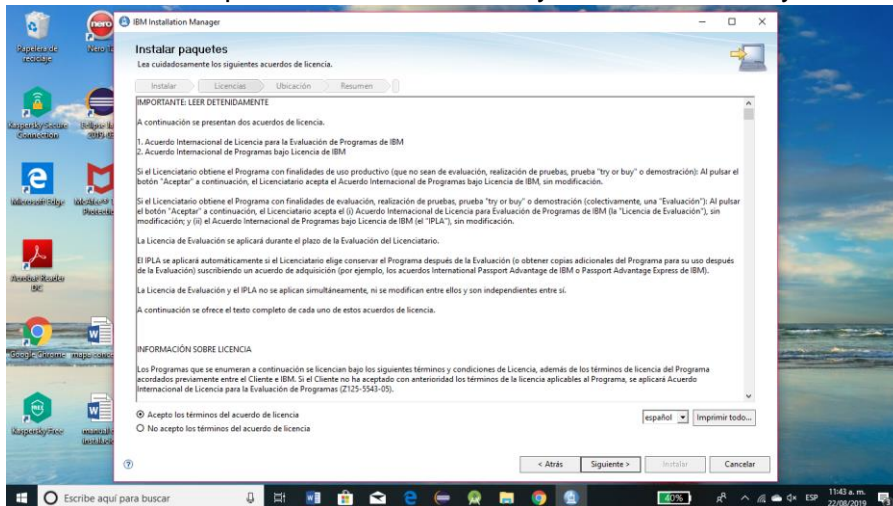 IBM Installation Manager
Instalar paquetes
Lea cuidadosamente los siguientes acuerdos de licencia.
Instalar
Licencias
Ubicación
Resumen
IMPORTANTE: LEER DETENIDAMENTE
A continuación se presentan dos acuerdos de licencia.
1. Acuerdo Internacional de Licencia para la Evaluación de Programas de IBM
2. Acuerdo Internacional de Programas bajo Licencia de IBM
Si el Licenciatario obtiene el Programa con finalidades de uso productivo (que no sean de evaluación, realización de pruebas, prueba "try or buy" o demostración): Al pulsar el
botón "Aceptar" a continuación, el Licenciatario acepta el Acuerdo Internacional de Programas bajo Licencia de IBM, sin modificación.
Si el Licenciatario obtiene el Programa con finalidades de evaluación, realización de pruebas, prueba "try or buy" o demostración (colectivamente, una "Evaluación"): Al pulsar
el botón "Aceptar" a continuación, el Licenciatario acepta el (i) Acuerdo Internacional de Licencia para Evaluación de Programas de IBM (la "Licencia de Evaluación"), sin
modificación; y (ii) el Acuerdo Internacional de Programas bajo Licencia de IBM (el "IPLA"), sin modificación.
La Licencia de Evaluación se aplicará durante el plazo de la Evaluación del Licenciatario.
El IPLA se aplicará automáticamente si el Licenciatario elige conservar el Programa después de la Evaluación (o obtener copias adicionales del Programa para su uso después
de la Evaluación) suscribiendo un acuerdo de adquisición (por ejemplo, los acuerdos International Passport Advantage de IBM o Passport Advantage Express de IBM).
La Licencia de Evaluación y el IPLA no se aplican simultáneamente, ni se modifican entre ellos y son independientes entre sí.
A continuación se ofrece el texto completo de cada uno de estos acuerdos de licencia.
INFORMACIÓN SOBRE LICENCIA
Los Programas que se enumeran a continuación se licencian bajo los siguientes términos y condiciones de Licencia, además de los términos de licencia del Programa
acordados previamente entre el Cliente e IBM. Si el Cliente no ha aceptado con anterioridad los términos de la licencia aplicables al Programa, se aplicará Acuerdo
Internacional de Licencia para la Evaluación de Programas (Z125-5543-05).
Acepto los términos del acuerdo de licencia
No acepto los términos del acuerdo de licencia
español
Imprimir todo...
< Atrás
Siguiente >
Instalar
Cancelar
Papelera de
reciclaje
nero
Kaspersky Secure
Connection
Microsoft Edge
Acrobat Reader
DC
Google Chrome
Kaspersky Free
Escribe aquí para buscar
40%
ESP
11:43 a. m.
22/08/2019